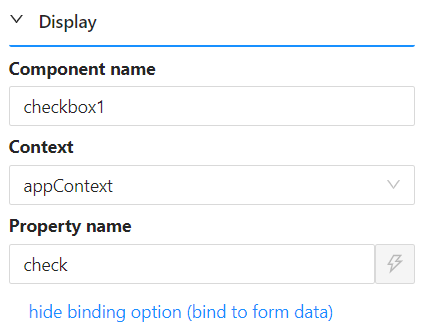 Display
Component name
checkbox1
Context
appContext
Property name
check
hide binding option (bind to form data)